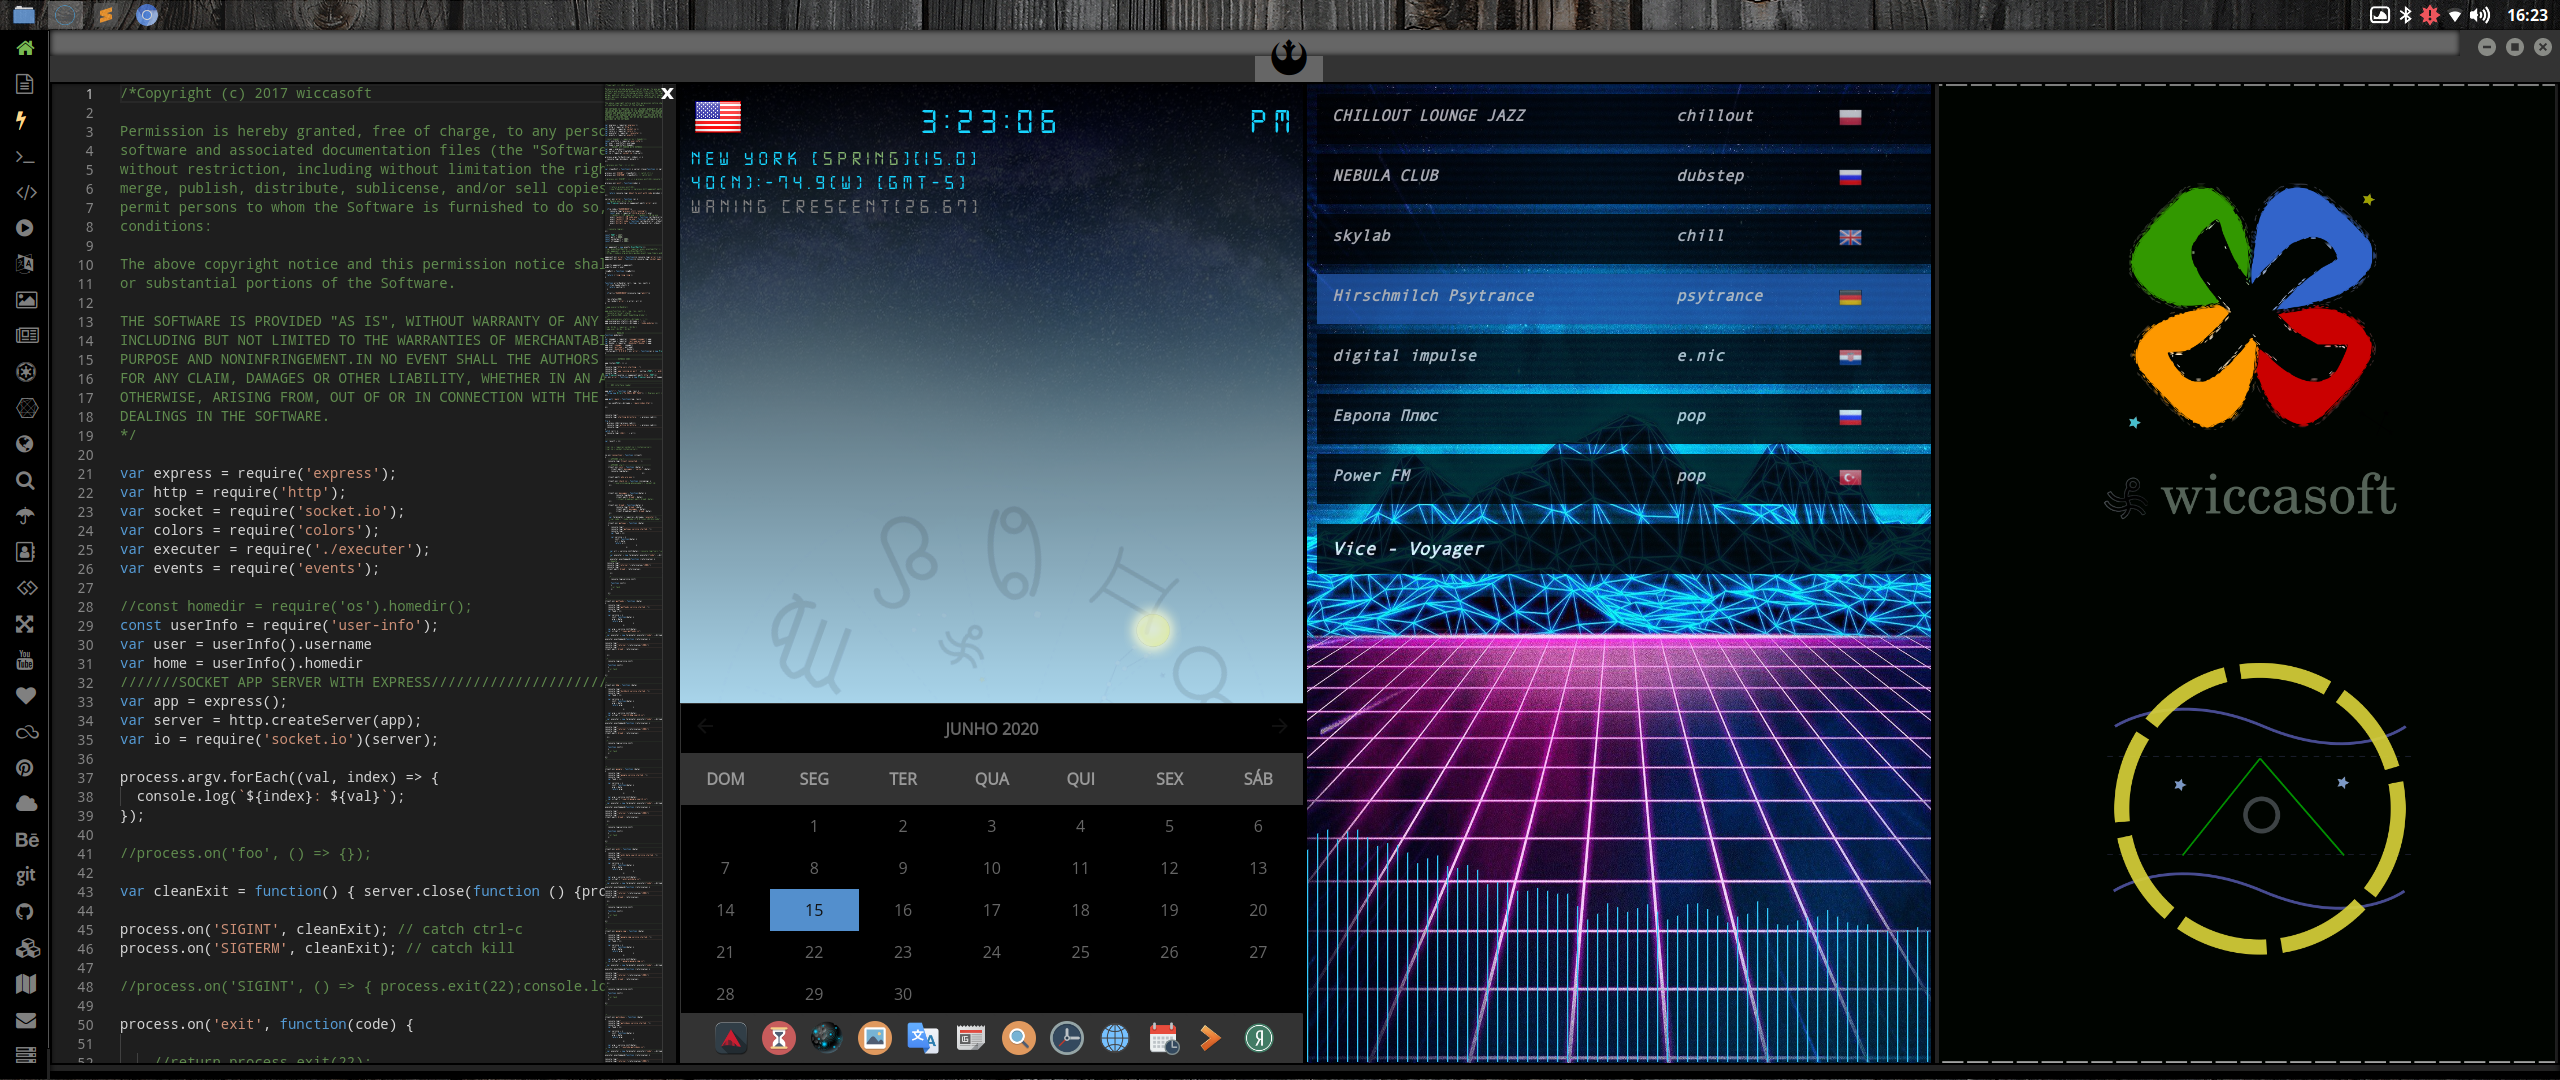 16:23
1 /*Copyright (c) 2017 wiccasoft
2
3 Permission is hereby granted, free of charge, to any perso
4 software and associated documentation files (the "Software
5 without restriction, including without limitation the righ
6 merge, publish, distribute, sublicense, and/or sell copies
7 permit persons to whom the Software is furnished to do so,
8 conditions:
9
10 The above copyright notice and this permission notice shal
11 or substantial portions of the Software.
12
13 THE SOFTWARE IS PROVIDED "AS IS", WITHOUT WARRANTY OF ANY
14 INCLUDING BUT NOT LIMITED TO THE WARRANTIES OF MERCHANTABI
15 PURPOSE AND NONINFRINGEMENT.IN NO EVENT SHALL THE AUTHORS
16 FOR ANY CLAIM, DAMAGES OR OTHER LIABILITY, WHETHER IN AN A
17 OTHERWISE, ARISING FROM, OUT OF OR IN CONNECTION WITH THE
18 DEALINGS IN THE SOFTWARE.
19 */
20
21 var express = require('express');
22 var http = require('http');
23 var socket = require('socket.io');
24 var colors = require('colors');
25 var executer = require('./executer');
26 var events = require('events');
27
28 //const homedir = require('os').homedir();
29 const userInfo = require('user-info');
30 var user = userInfo().username
31 var home = userInfo().homedir
32 ///////SOCKET APP SERVER WITH EXPRESS/////////////////////
33 var app = express();
34 var server = http.createServer(app);
35 var io = require('socket.io')(server);
36
37 process.argv.forEach((val, index) => {
38 console.log(`${index}: ${val}`);
39 });
40
41 //process.on('foo', () => {});
42
43 var cleanExit = function() { server.close(function () {pro
44
45 process.on('SIGINT', cleanExit); // catch ctrl-c
46 process.on('SIGTERM', cleanExit); // catch kill
47
48 //process.on('SIGINT', () => { process.exit(22);console.lo
49
50 process.on('exit', function(code) {
51
52 //return process.exit(22);
You Tube
Bē
git
X
3:23:06 PM
NEW YORK [SPRING][15.0]
40(N):-74.9(W) [GMT-5]
WANING CRESCENT[26.67]
JUNHO 2020
DOM SEG TER QUA QUI SEX SÁB
1 2 3 4 5 6
7 8 9 10 11 12 13
14 15 16 17 18 19 20
21 22 23 24 25 26 27
28 29 30
CHILLOUT LOUNGE JAZZ chillout
NEBULA CLUB dubstep
skylab chill
Hirschmilch Psytrance psytrance
digital impulse e.nic
Европа Плюс pop
Power FM pop
Vice - Voyager
wiccasoft